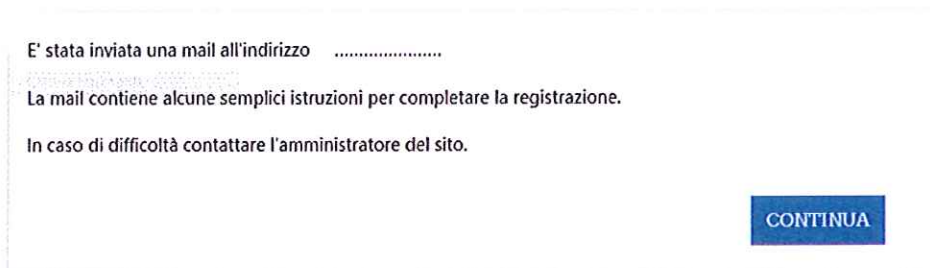 E' stata inviata una mail all'indirizzo ......................
La mail contiene alcune semplici istruzioni per completare la registrazione.
In caso di difficoltà contattare l'amministratore del sito.
CONTINUA